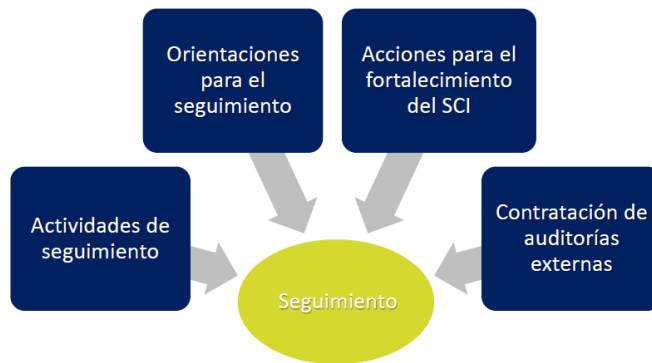 Orientaciones
para el
seguimiento
Acciones para el
fortalecimiento
del SCI
Actividades de
seguimiento
Contratación de
auditorías
externas
Seguimiento